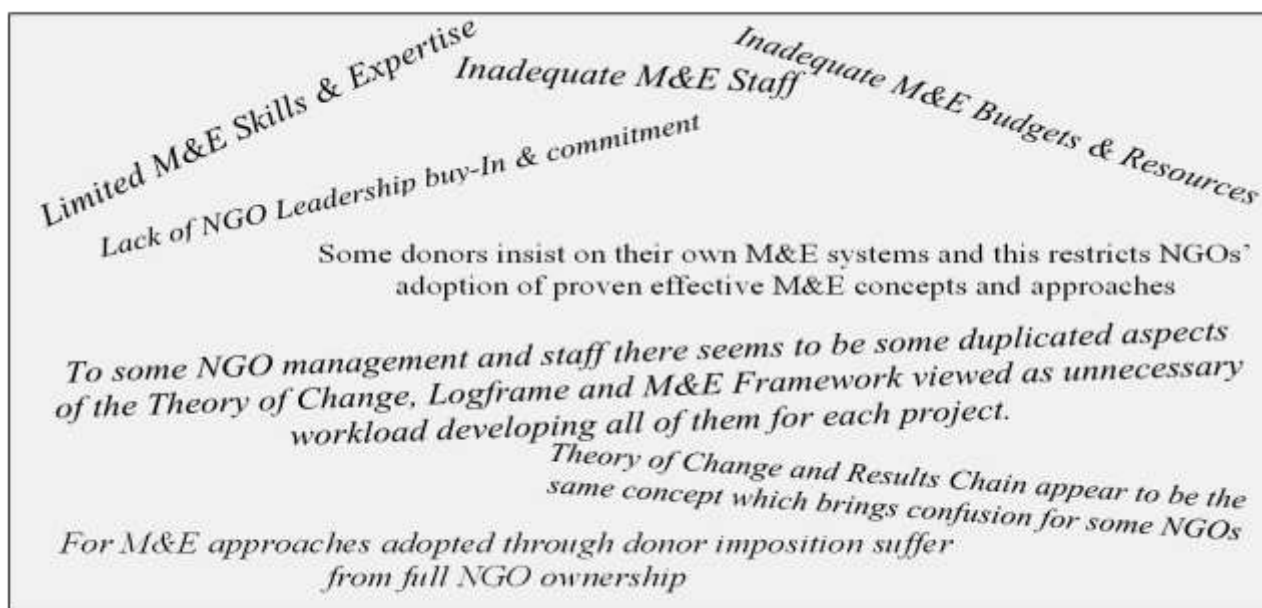 Limited M&E Skills & Expertise
Inadequate M&E Staff
Inadequate M&E Budgets & Resources
Lack of NGO Leadership buy-In & commitment
Some donors insist on their own M&E systems and this restricts NGOs'
adoption of proven effective M&E concepts and approaches
To some NGO management and staff there seems to be some duplicated aspects
of the Theory of Change, Logframe and M&E Framework viewed as unnecessary
workload developing all of them for each project.
Theory of Change and Results Chain appear to be the
same concept which brings confusion for some NGOs
For M&E approaches adopted through donor imposition suffer
from full NGO ownership